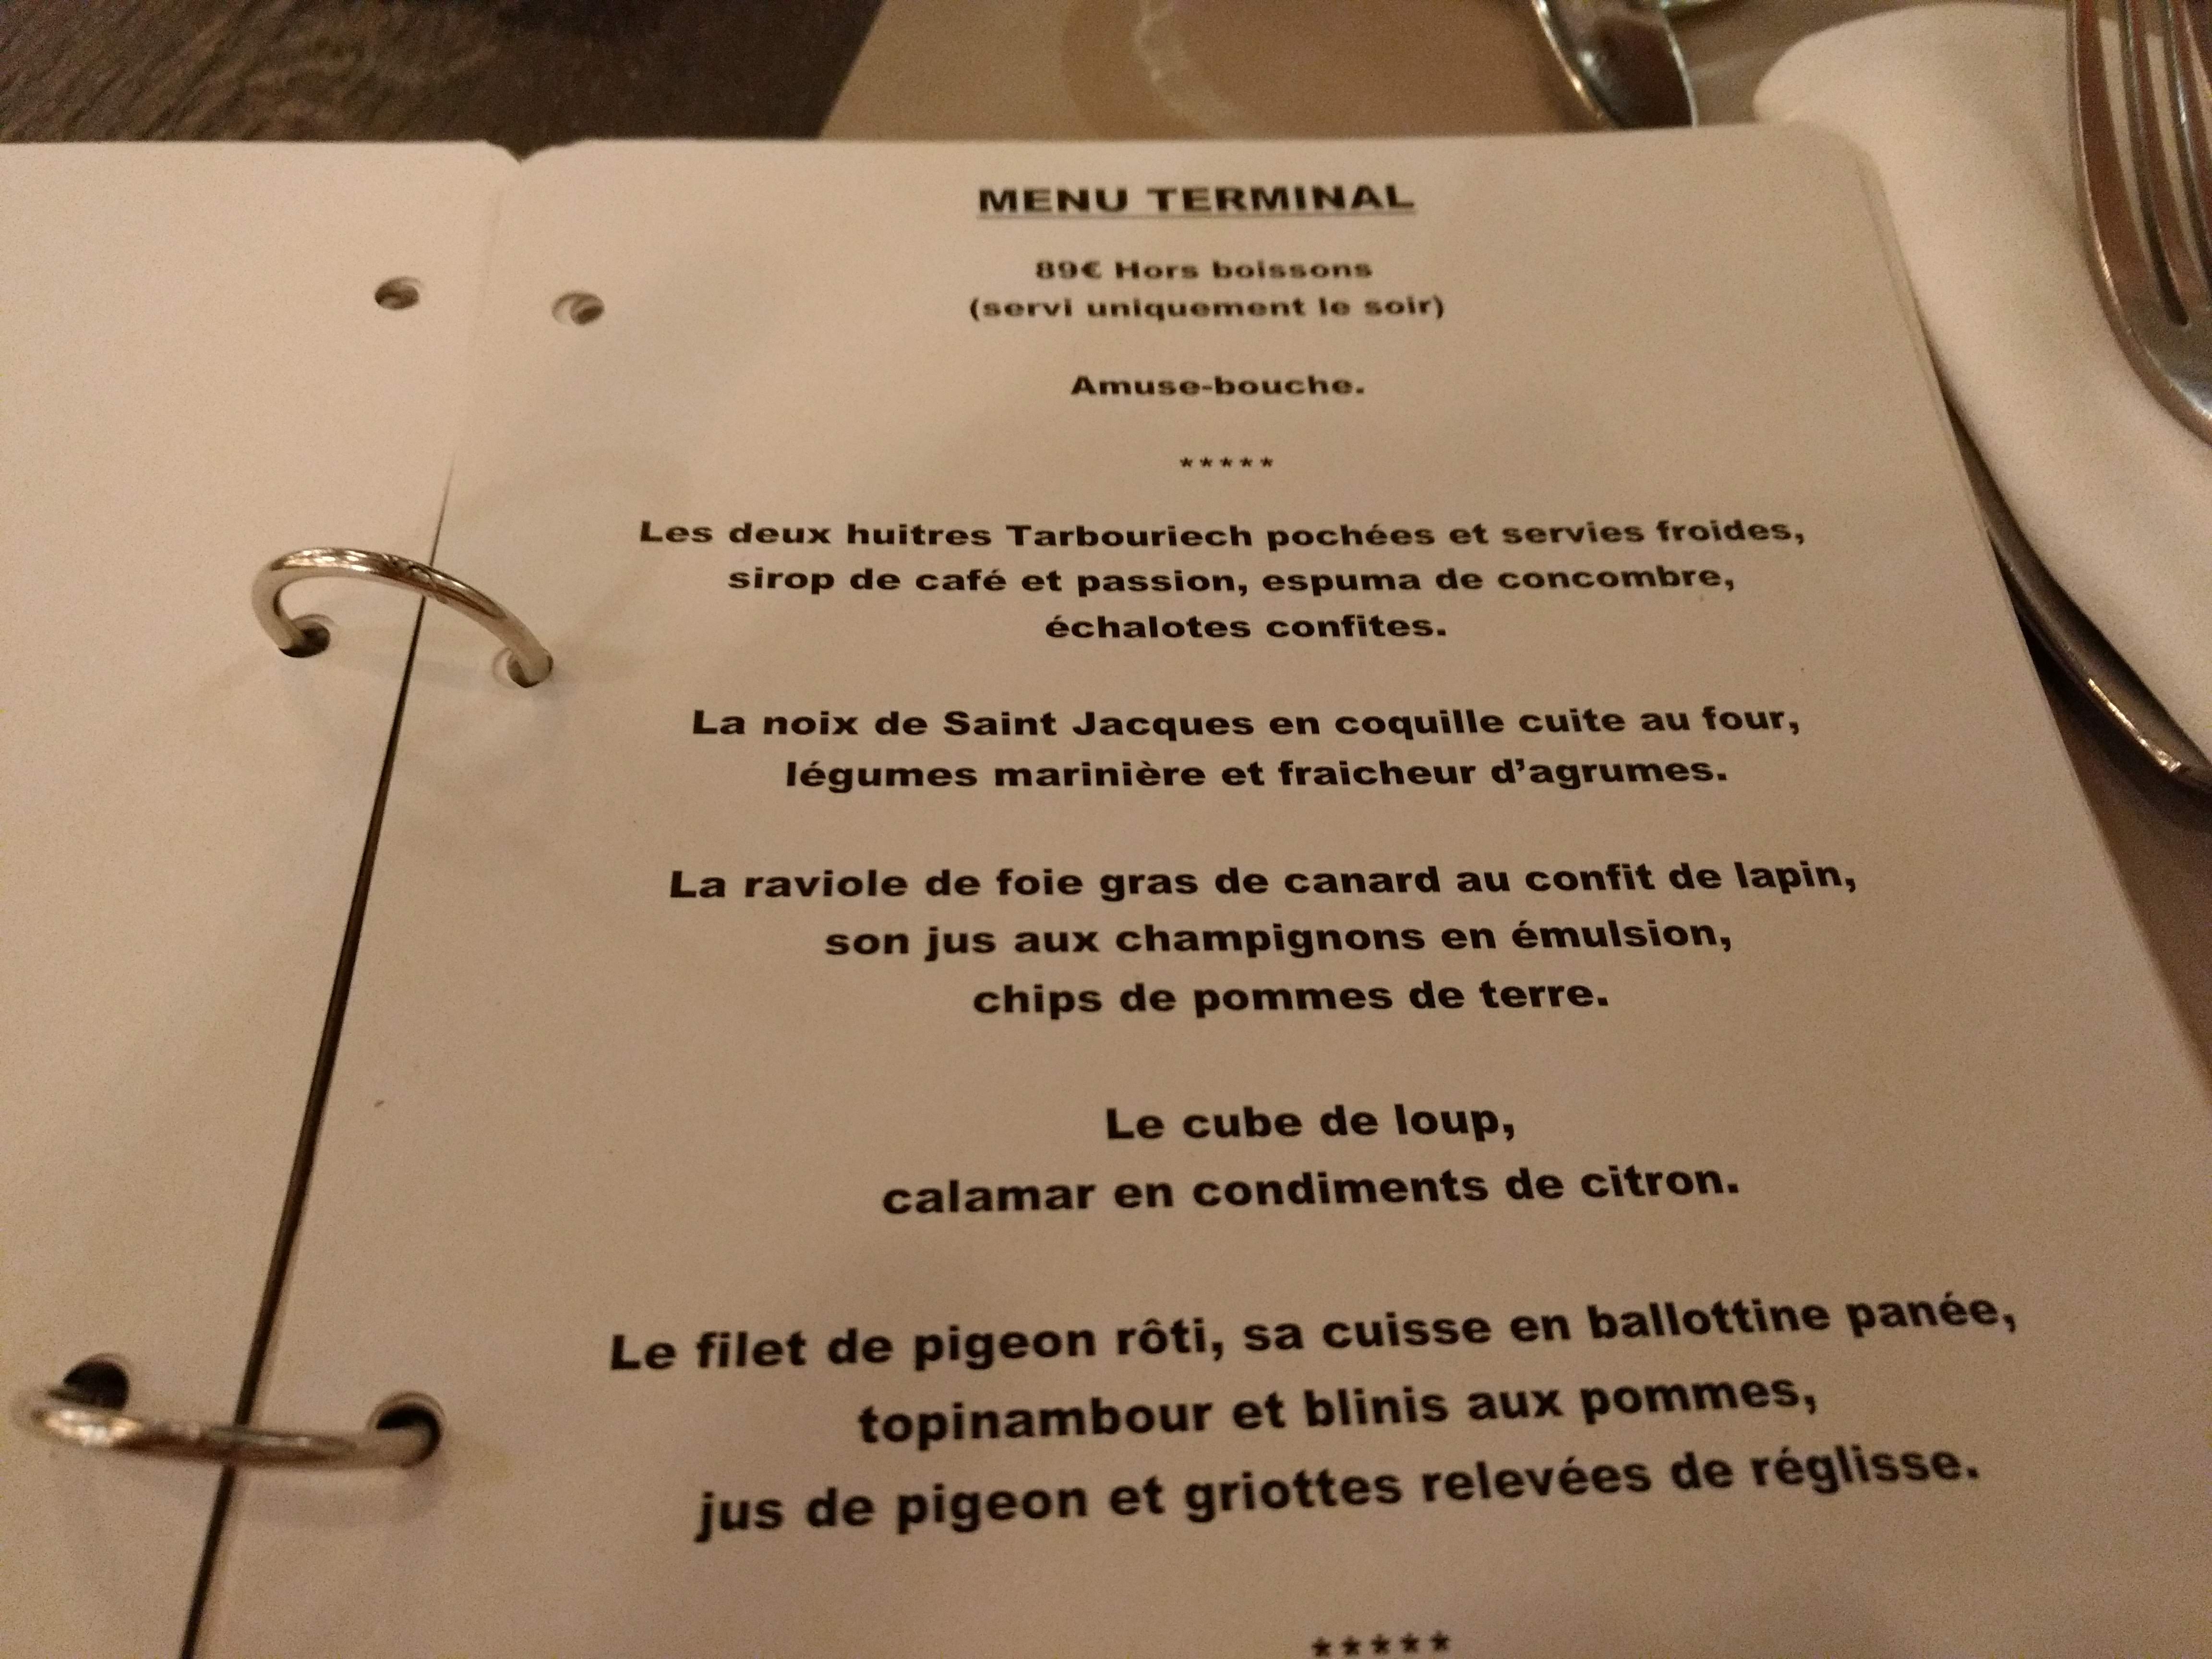 MENU TERMINAL
89€ Hors boissons
(servi uniquement le soir)
Amuse-bouche.
*****
Les deux huitres Tarbouriech pochées et servies froides,
sirop de café et passion, espuma de concombre,
échalotes confites.
La noix de Saint Jacques en coquille cuite au four,
légumes marinière et fraicheur d’agrumes.
La raviole de foie gras de canard au confit de lapin,
son jus aux champignons en émulsion,
chips de pommes de terre.
Le cube de loup,
calamar en condiments de citron.
Le filet de pigeon rôti, sa cuisse en ballottine panée,
topinambour et blinis aux pommes,
jus de pigeon et griottes relevées de réglisse.
*****